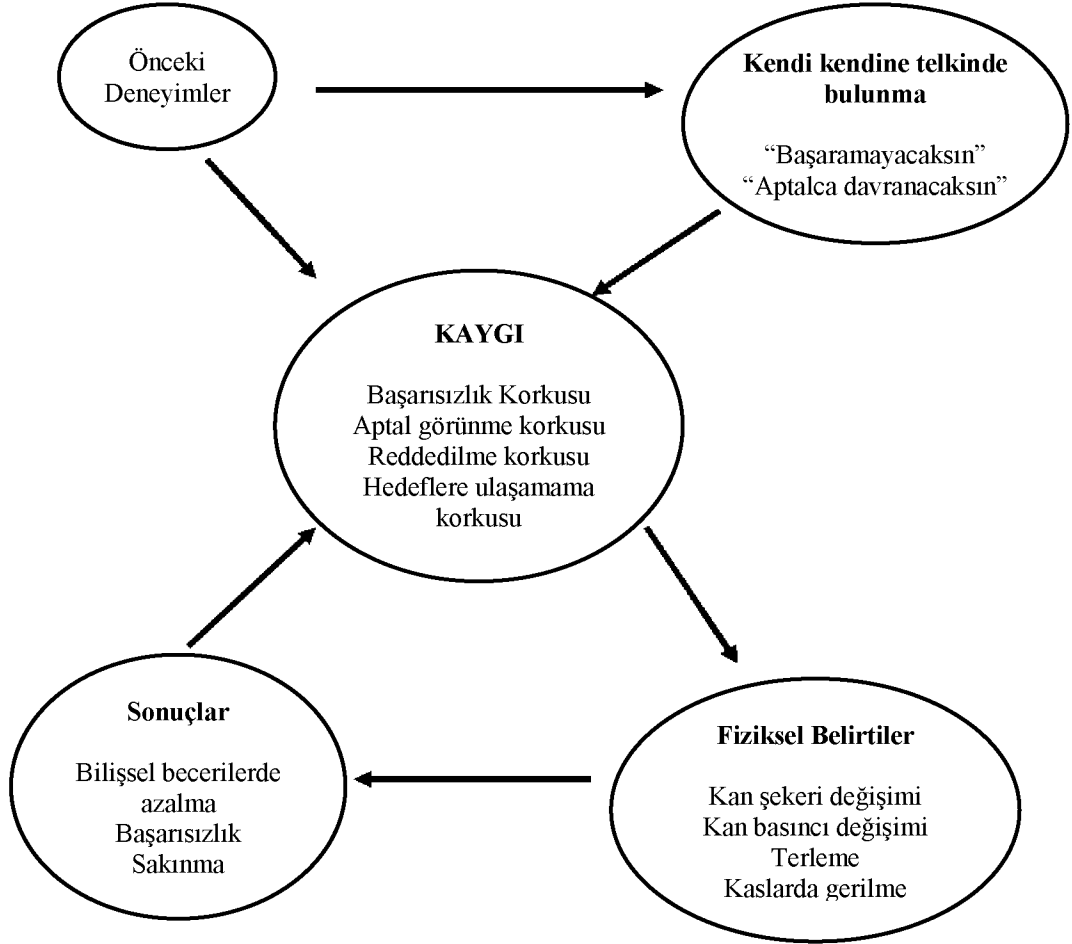 Önceki
Deneyimler
Kendi kendine telkinde
bulunma
“Başaramayacaksın”
“Aptalca davranacaksın”
KAYGI
Başarısızlık Korkusu
Aptal görünme korkusu
Reddedilme korkusu
Hedeflere ulaşamama
korkusu
Sonuçlar
Bilişsel becerilerde
azalma
Başarısızlık
Sakınma
Fiziksel Belirtiler
Kan şekeri değişimi
Kan basıncı değişimi
Terleme
Kaslarda gerilme